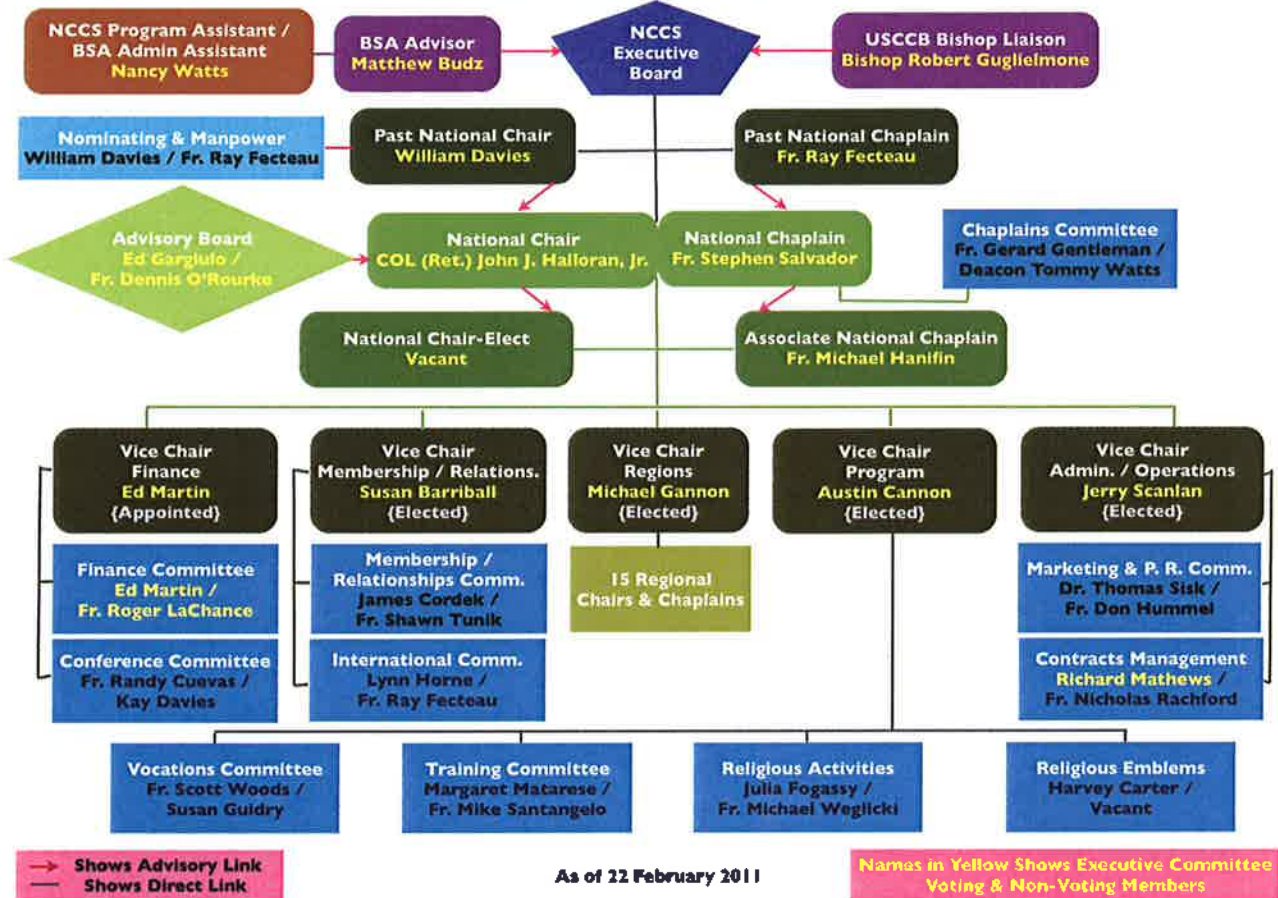 NCCS Program Assistant /
BSA Admin Assistant
Nancy Watts
BSA Advisor
Matthew Budz
NCCS
Executive
Board
USCCB Bishop Liaison
Bishop Robert Guglielmone
Nominating & Manpower
William Davies / Fr. Ray Fecteau
Past National Chair
William Davies
Past National Chaplain
Fr. Ray Fecteau
Advisory Board
Ed Gargiulo /
Fr. Dennis O'Rourke
National Chair
COL (Ret.) John J. Halloran, Jr.
National Chaplain
Fr. Stephen Salvador
Chaplains Committee
Fr. Gerard Gentleman /
Deacon Tommy Watts
National Chair-Elect
Vacant
Associate National Chaplain
Fr. Michael Hanifin
Vice Chair
Finance
Ed Martin
{Appointed}
Vice Chair
Membership / Relations.
Susan Barriball
{Elected}
Vice Chair
Regions
Michael Gannon
{Elected}
Vice Chair
Program
Austin Cannon
{Elected}
Vice Chair
Admin. / Operations
Jerry Scanlan
{Elected}
Finance Committee
Ed Martin /
Fr. Roger LaChance
Membership /
Relationships Comm.
James Cordek /
Fr. Shawn Tunik
15 Regional
Chairs & Chaplains
Marketing & P. R. Comm.
Dr. Thomas Sisk /
Fr. Don Hummel
Conference Committee
Fr. Randy Cuevas /
Kay Davies
International Comm.
Lynn Horne /
Fr. Ray Fecteau
Contracts Management
Richard Mathews /
Fr. Nicholas Rachford
Vocations Committee
Fr. Scott Woods /
Susan Guidry
Training Committee
Margaret Matarese /
Fr. Mike Santangelo
Religious Activities
Julia Fogassy /
Fr. Michael Weglicki
Religious Emblems
Harvey Carter /
Vacant
Shows Advisory Link
Shows Direct Link
As of 22 February 2011
Names in Yellow Shows Executive Committee
Voting & Non-Voting Members